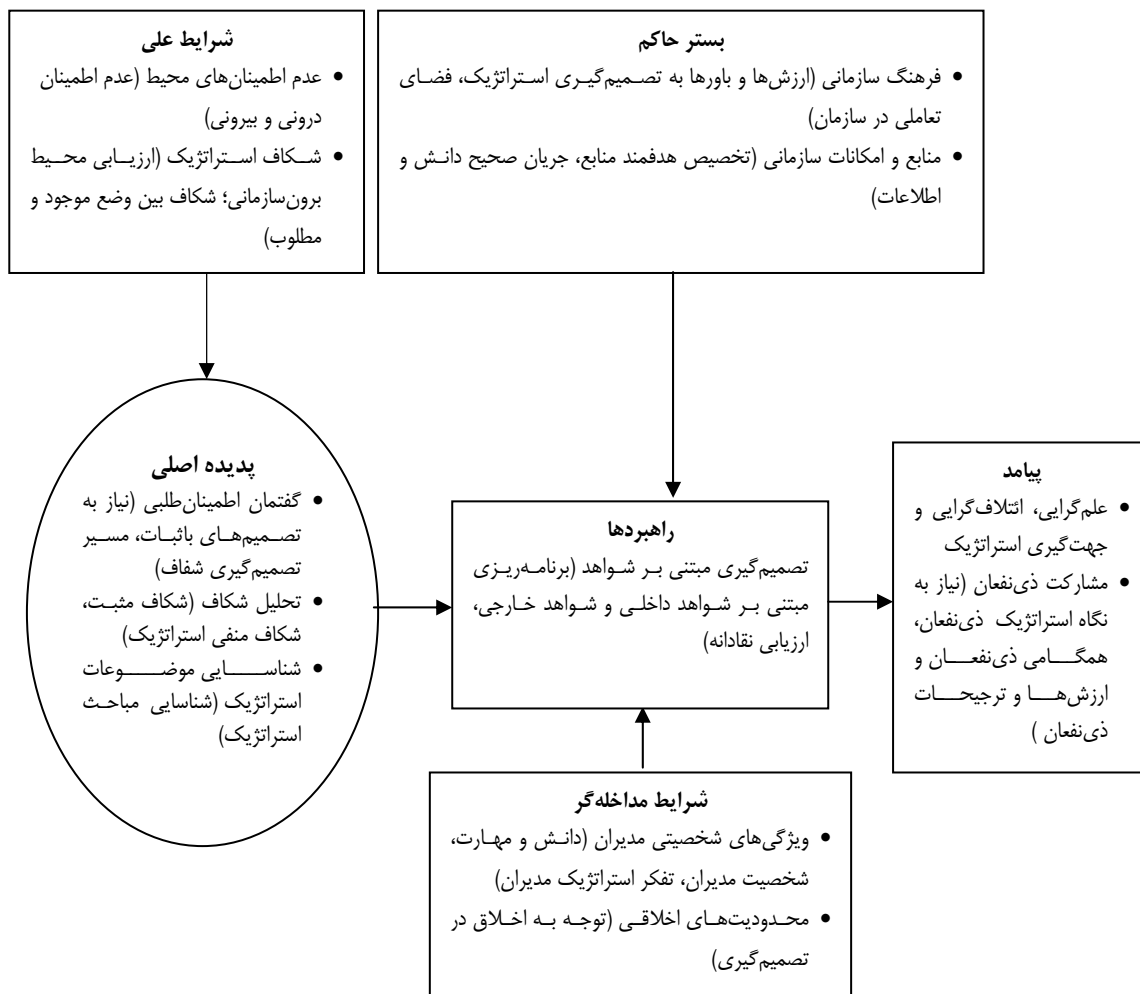 شرایط علی
• عدم اطمینان‌های محیط (عدم اطمینان
درونی و بیرونی)
• شکاف استراتژیک (ارزیابی محیط
برون‌سازمانی؛ شکاف بین وضع موجود و
مطلوب)
بستر حاکم
• فرهنگ سازمانی (ارزش‌ها و باورها به تصمیم‌گیری استراتژیک، فضای
تعاملی در سازمان)
• منابع و امکانات سازمانی (تخصیص هدفمند منابع، جریان صحیح دانش و
اطلاعات)
پدیده اصلی
• گفتمان اطمینان‌طلبی (نیاز به
تصمیم‌های باثبات، مسیر
تصمیم‌گیری شفاف)
• تحلیل شکاف (شکاف مثبت،
شکاف منفی استراتژیک)
• شناسایی موضوعات
استراتژیک (شناسایی مباحث
استراتژیک)
راهبردها
تصمیم‌گیری مبتنی بر شواهد (برنامه‌ریزی
مبتنی بر شواهد داخلی و شواهد خارجی،
ارزیابی نقادانه)
پیامد
• علم‌گرایی، ائتلاف‌گرایی و
جهت‌گیری استراتژیک
• مشارکت ذی‌نفعان (نیاز به
نگاه استراتژیک ذی‌نفعان،
همگامی ذی‌نفعان و
ارزش‌ها و ترجیحات
ذی‌نفعان )
شرایط مداخله‌گر
• ویژگی‌های شخصیتی مدیران (دانش و مهارت،
شخصیت مدیران، تفکر استراتژیک مدیران)
• محدودیت‌های اخلاقی (توجه به اخلاق در
تصمیم‌گیری)